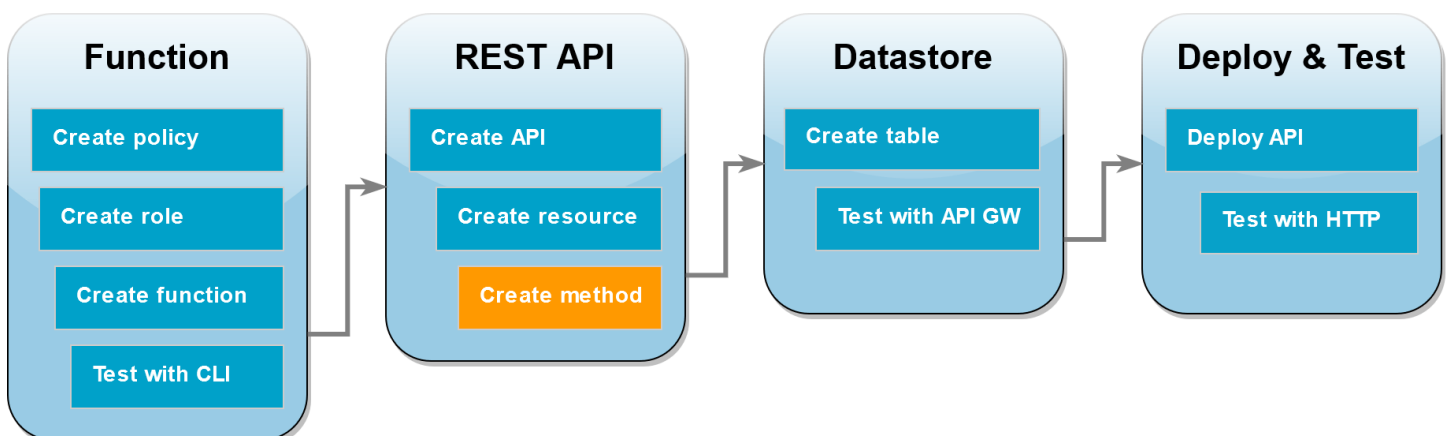 Function
Create policy
Create role
Create function
Test with CLI
REST API
Create API
Create resource
Create method
Datastore
Create table
Test with API GW
Deploy & Test
Deploy API
Test with HTTP